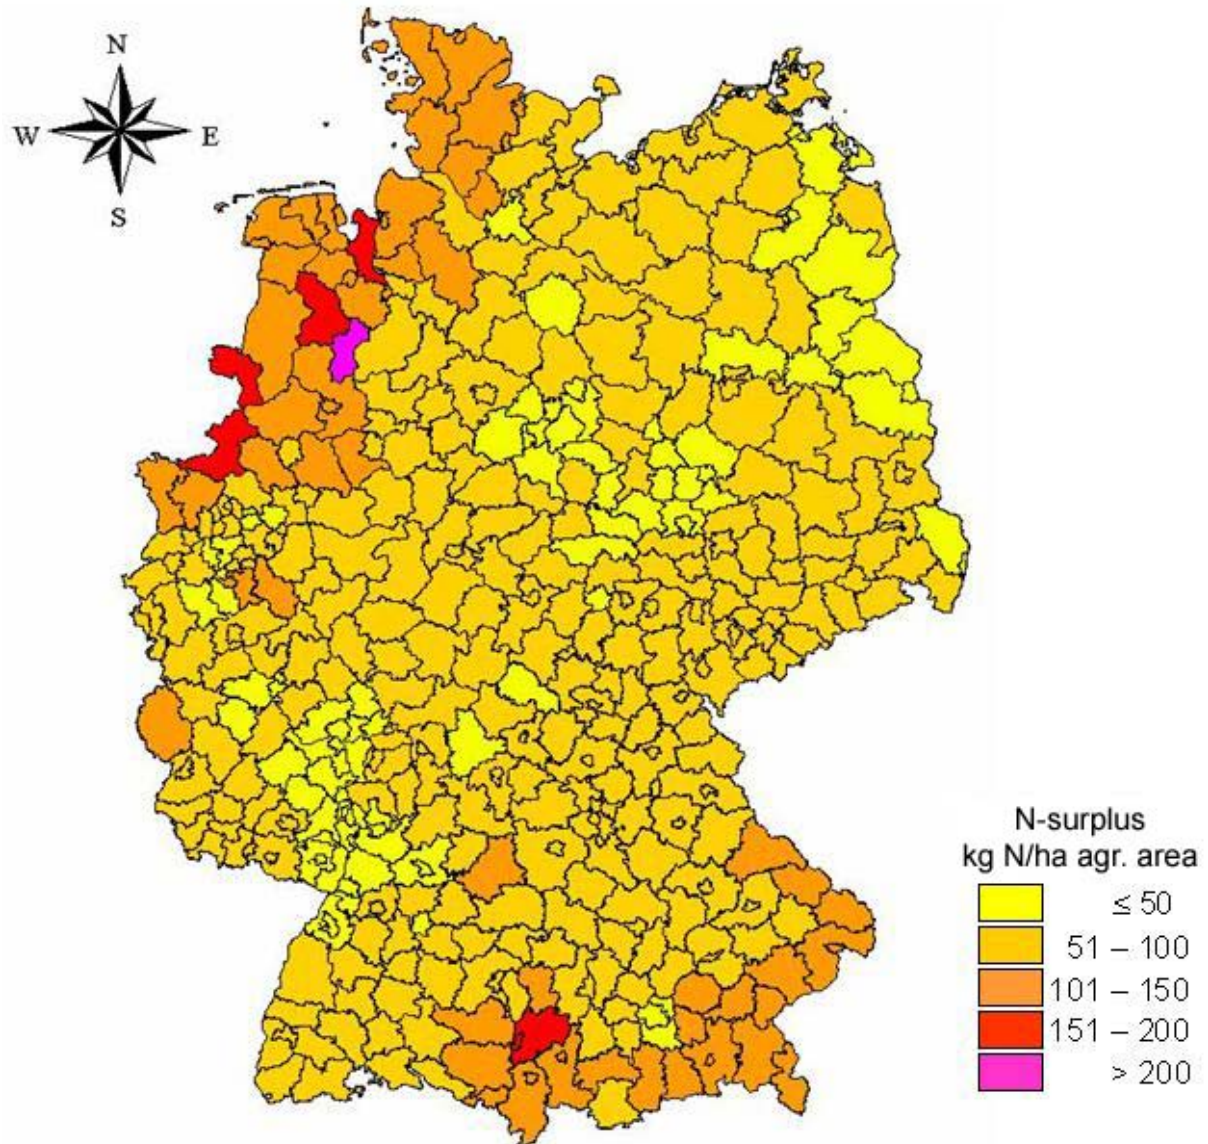 N
W
E
S
N-surplus
kg N/ha agr. area
≤ 50
51 – 100
101 – 150
151 – 200
> 200